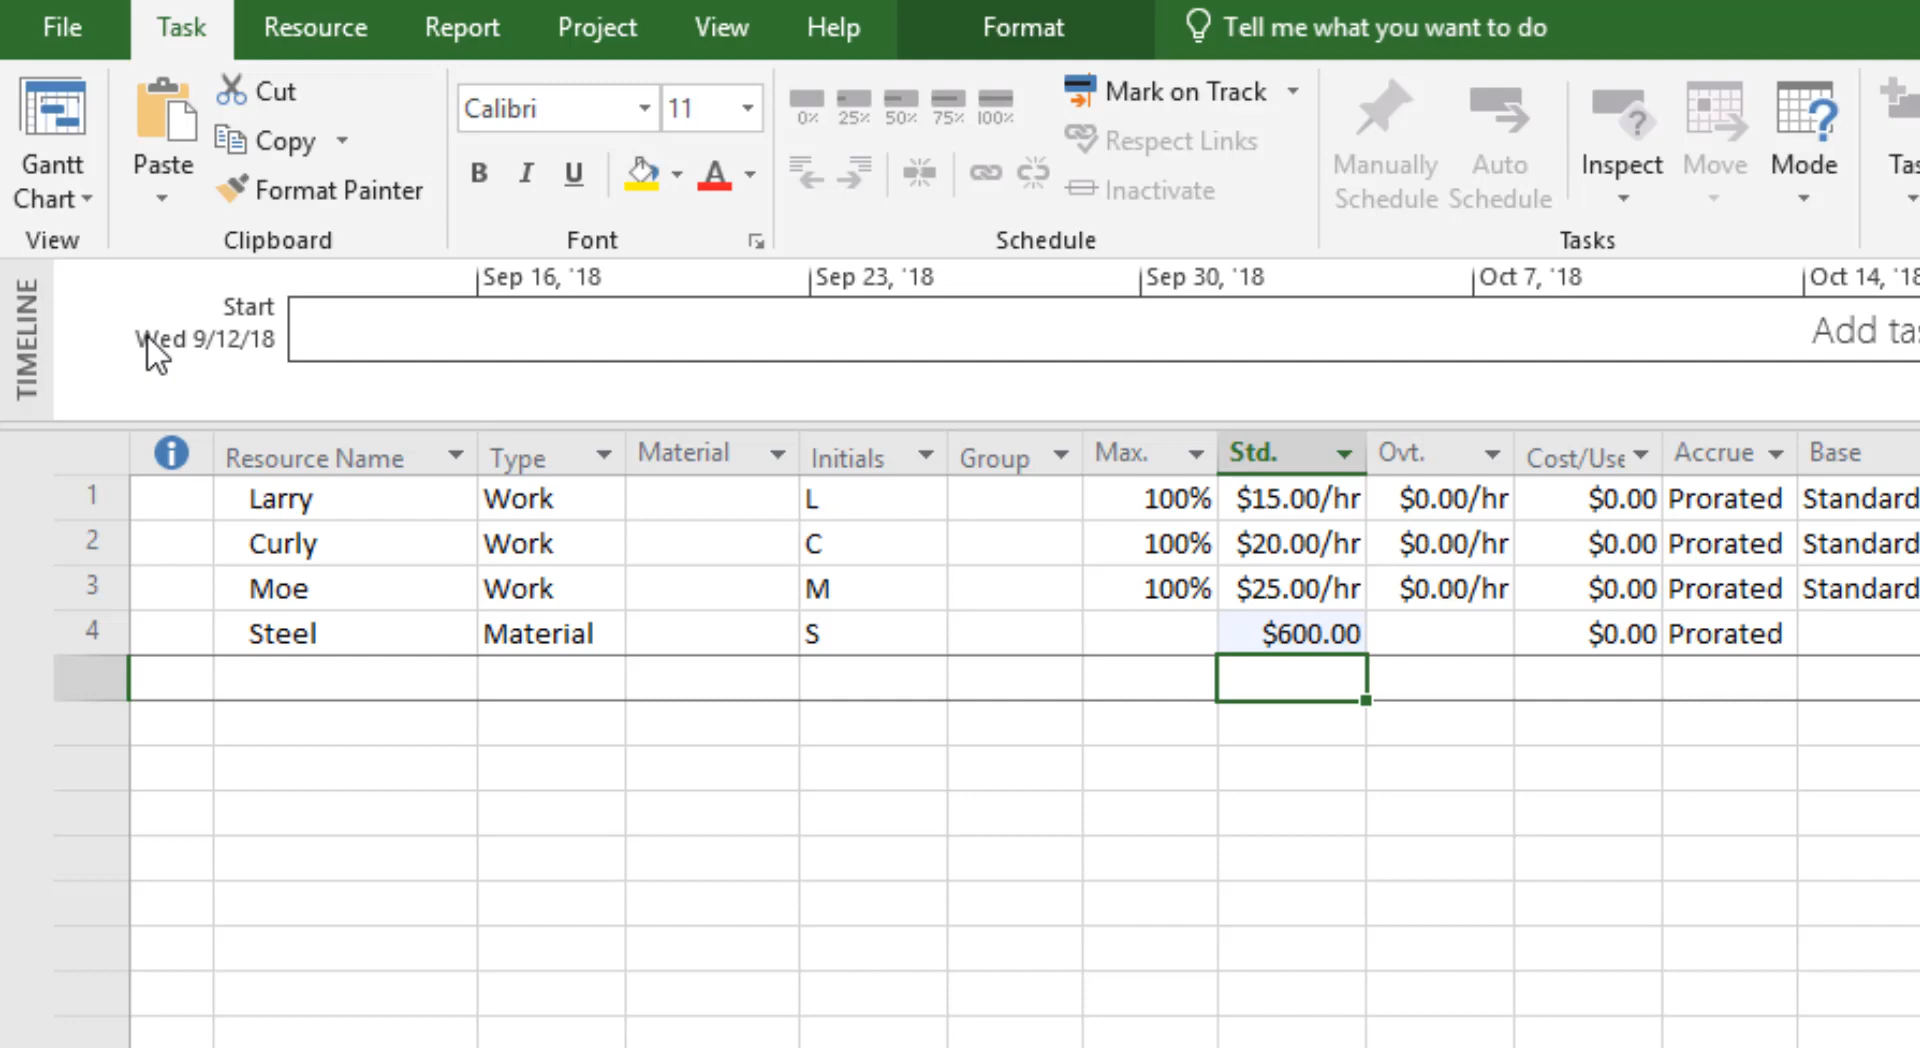 File Task Resource Report Project View Help Format Tell me what you want to do
Gantt Chart
View
Paste
Cut
Copy
Format Painter
Clipboard
Calibri 11
B I U A
Font
0% 25% 50% 75% 100%
Mark on Track
Respect Links
Inactivate
Schedule
Manually Schedule
Auto Schedule
Inspect
Move
Mode
Tas
Tasks
TIMELINE
Sep 16, '18 Sep 23, '18 Sep 30, '18 Oct 7, '18 Oct 14, '18
Start
Wed 9/12/18
Add tas
Resource Name Type Material Initials Group Max. Std. Ovt. Cost/Use Accrue Base
1 Larry Work L 100% $15.00/hr $0.00/hr $0.00 Prorated Standard
2 Curly Work C 100% $20.00/hr $0.00/hr $0.00 Prorated Standard
3 Moe Work M 100% $25.00/hr $0.00/hr $0.00 Prorated Standard
4 Steel Material S $600.00 $0.00 Prorated